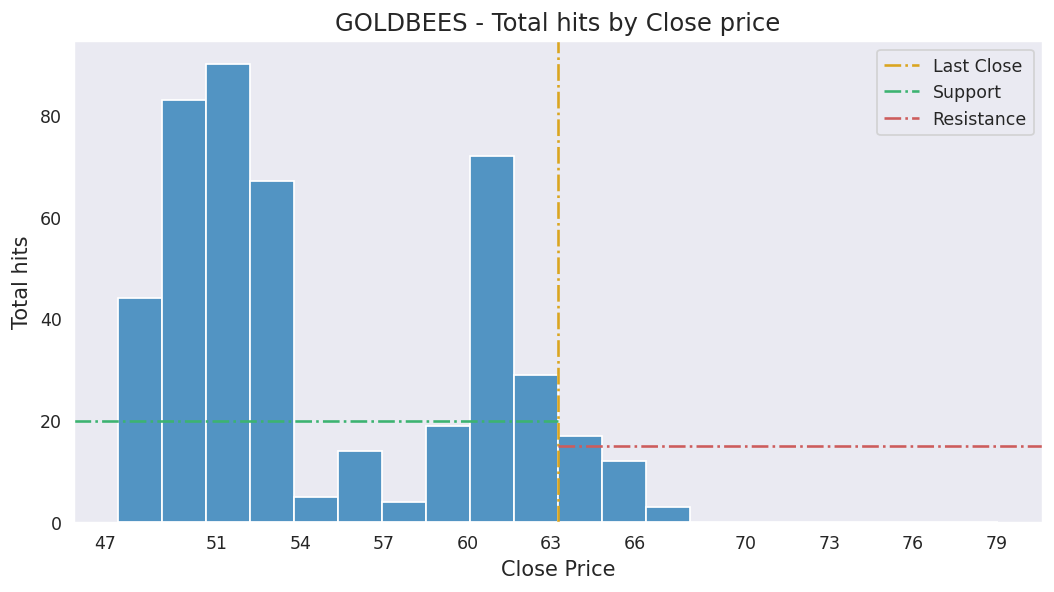 GOLDBEES - Total hits by Close price
Last Close
Support
Resistance
Total hits
80
60
40
20
0
47 51 54 57 60 63 66 70 73 76 79
Close Price